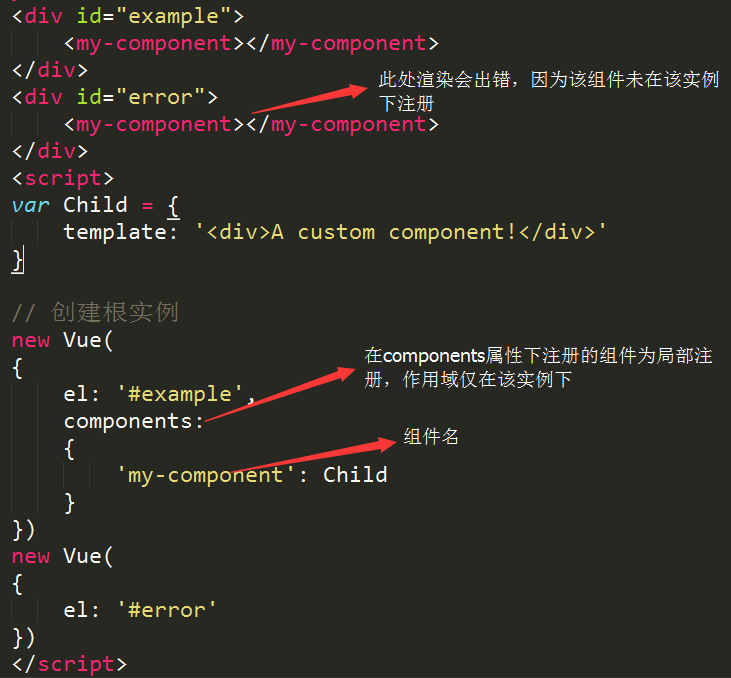 <div id="example">
<my-component></my-component>
</div>
<div id="error">
此处渲染会出错，因为该组件未在该实例
下注册
<my-component></my-component>
</div>
<script>
var Child = {
template: '<div>A custom component!</div>'
}
// 创建根实例
new Vue(
{
在components属性下注册的组件为局部注
册，作用域仅在该实例下
el: '#example',
components:
{
组件名
'my-component': Child
}
})
new Vue(
{
el: '#error'
})
</script>